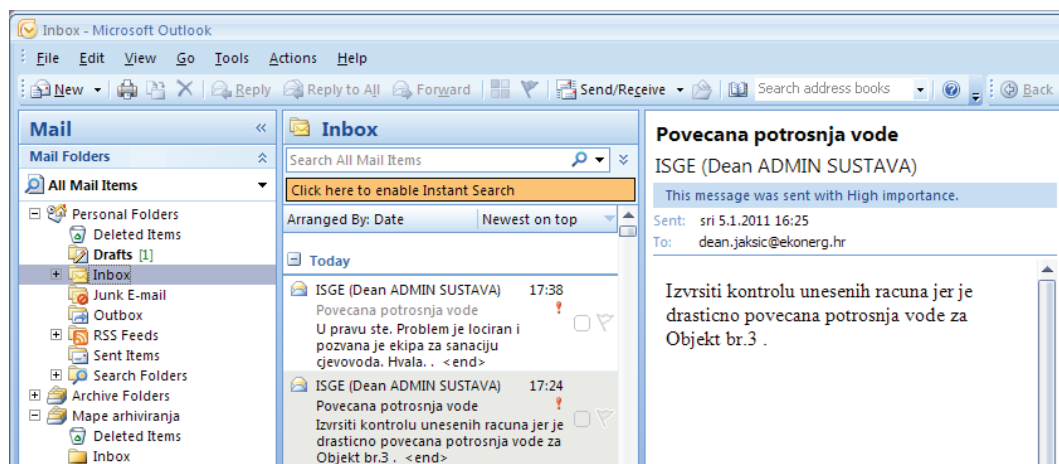 Inbox - Microsoft Outlook
File Edit View Go Tools Actions Help
New Reply Reply to All Forward Send/Receive Search address books Back
Mail «
Mail Folders
All Mail Items
Personal Folders
Deleted Items
Drafts [1]
Inbox
Junk E-mail
Outbox
RSS Feeds
Sent Items
Search Folders
Archive Folders
Mape arhiviranja
Deleted Items
Inbox
Inbox
Search All Mail Items
Click here to enable Instant Search
Arranged By: Date Newest on top
Today
ISGE (Dean ADMIN SUSTAVA) 17:38
Povecana potrosnja vode
U pravu ste. Problem je lociran i
pozvana je ekipa za sanaciju
cjevovoda. Hvala. . <end>
ISGE (Dean ADMIN SUSTAVA) 17:24
Povecana potrosnja vode
Izvrsiti kontrolu unesenih racuna jer je
drasticno povecana potrosnja vode za
Objekt br.3 . <end>
Povecana potrosnja vode
ISGE (Dean ADMIN SUSTAVA)
This message was sent with High importance.
Sent: sri 5.1.2011 16:25
To: dean.jaksic@ekonerg.hr
Izvrsiti kontrolu unesenih racuna jer je
drasticno povecana potrosnja vode za
Objekt br.3 .